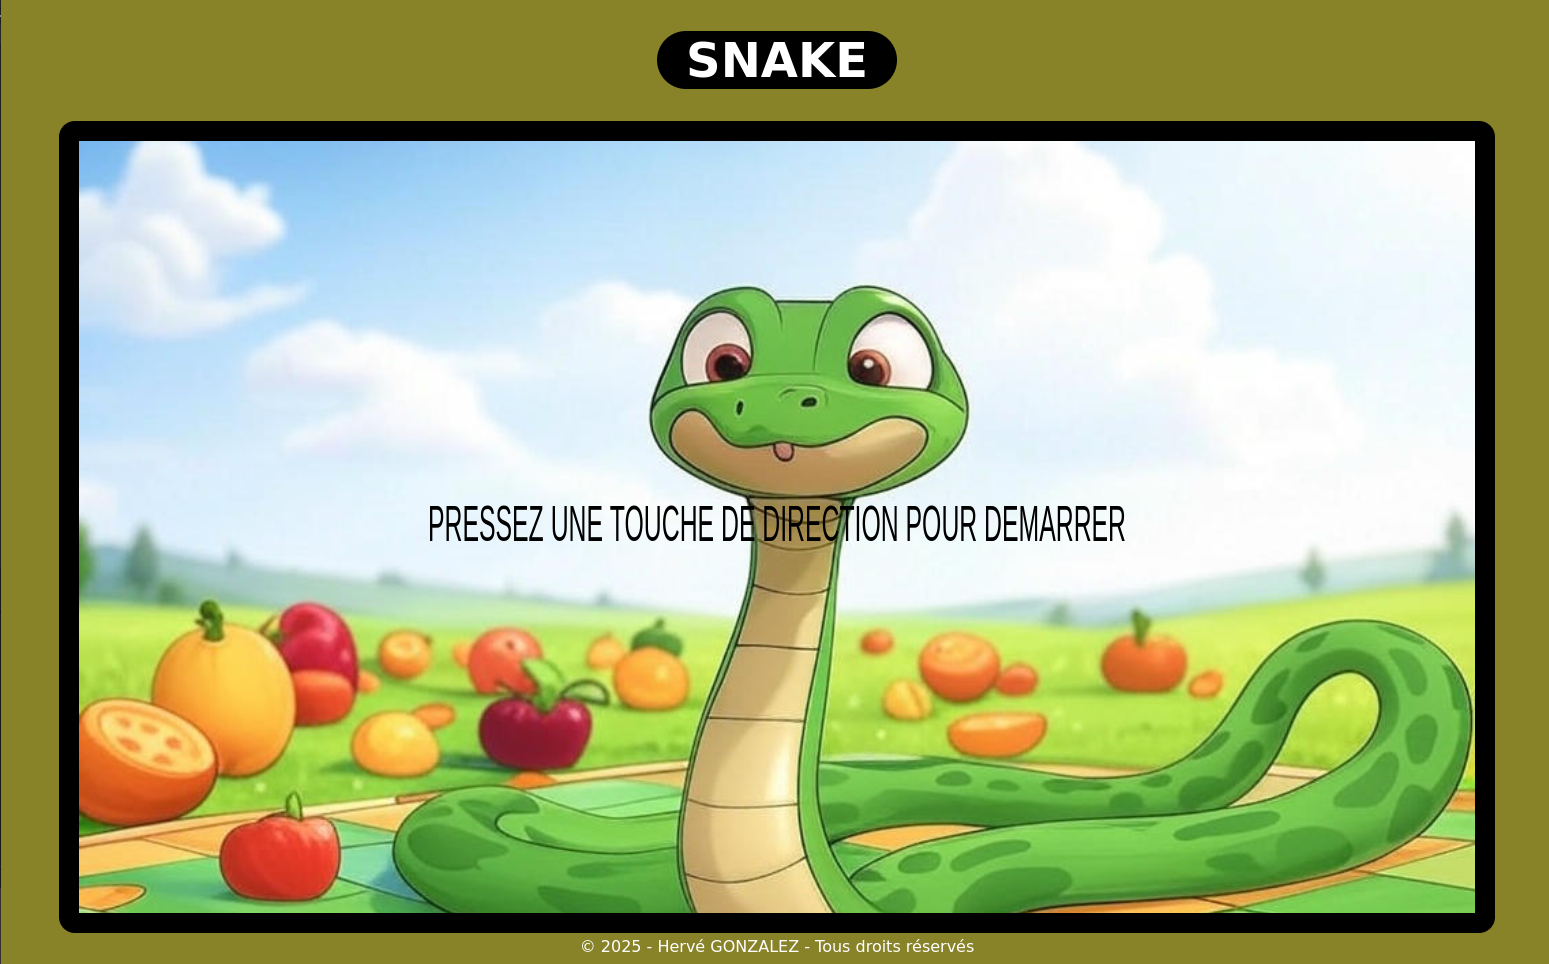 SNAKE
PRESSEZ UNE TOUCHE DE DIRECTION POUR DEMARRER
© 2025 - Hervé GONZALEZ - Tous droits réservés